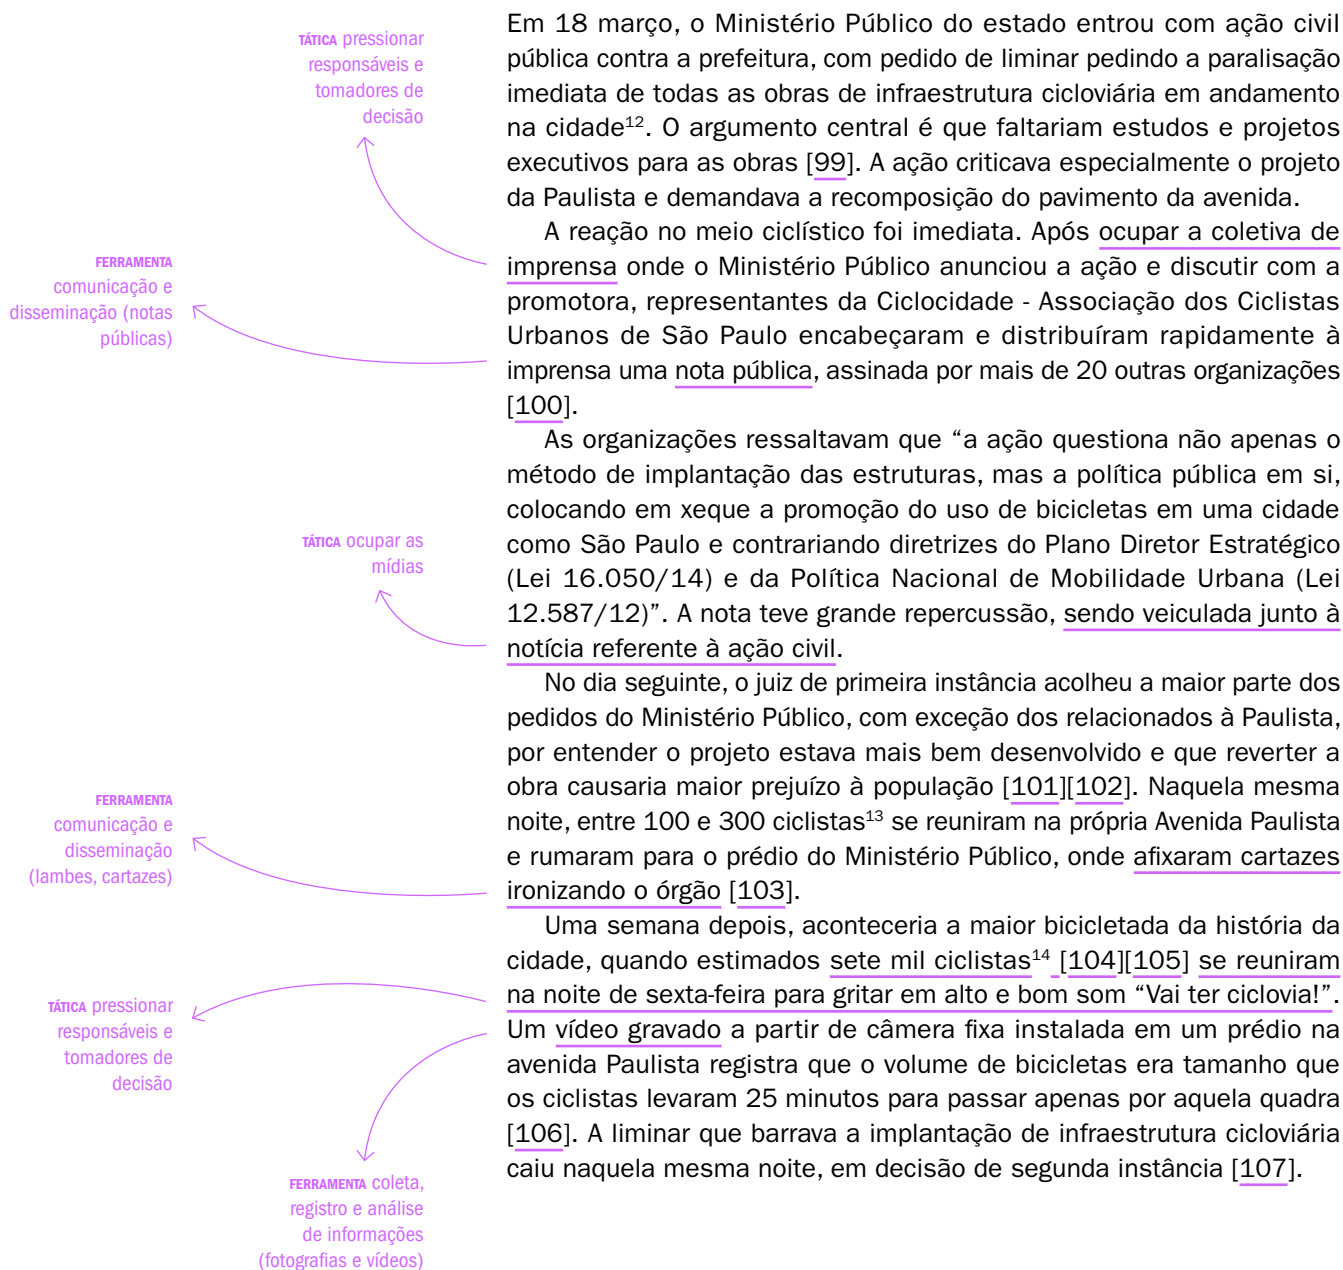 TÁTICA pressionar
responsáveis e
tomadores de
decisão
FERRAMENTA
comunicação e
disseminação (notas
públicas)
TÁTICA ocupar as
mídias
FERRAMENTA
comunicação e
disseminação
(lambes, cartazes)
TÁTICA pressionar
responsáveis e
tomadores de
decisão
FERRAMENTA coleta,
registro e análise
de informações
(fotografias e vídeos)
Em 18 março, o Ministério Público do estado entrou com ação civil
pública contra a prefeitura, com pedido de liminar pedindo a paralisação
imediata de todas as obras de infraestrutura cicloviária em andamento
na cidade¹². O argumento central é que faltariam estudos e projetos
executivos para as obras [99]. A ação criticava especialmente o projeto
da Paulista e demandava a recomposição do pavimento da avenida.
A reação no meio ciclístico foi imediata. Após ocupar a coletiva de
imprensa onde o Ministério Público anunciou a ação e discutir com a
promotora, representantes da Ciclocidade - Associação dos Ciclistas
Urbanos de São Paulo encabeçaram e distribuíram rapidamente à
imprensa uma nota pública, assinada por mais de 20 outras organizações
[100].
As organizações ressaltavam que “a ação questiona não apenas o
método de implantação das estruturas, mas a política pública em si,
colocando em xeque a promoção do uso de bicicletas em uma cidade
como São Paulo e contrariando diretrizes do Plano Diretor Estratégico
(Lei 16.050/14) e da Política Nacional de Mobilidade Urbana (Lei
12.587/12)”. A nota teve grande repercussão, sendo veiculada junto à
notícia referente à ação civil.
No dia seguinte, o juiz de primeira instância acolheu a maior parte dos
pedidos do Ministério Público, com exceção dos relacionados à Paulista,
por entender o projeto estava mais bem desenvolvido e que reverter a
obra causaria maior prejuízo à população [101][102]. Naquela mesma
noite, entre 100 e 300 ciclistas¹³ se reuniram na própria Avenida Paulista
e rumaram para o prédio do Ministério Público, onde afixaram cartazes
ironizando o órgão [103].
Uma semana depois, aconteceria a maior bicicletada da história da
cidade, quando estimados sete mil ciclistas¹⁴ [104][105] se reuniram
na noite de sexta-feira para gritar em alto e bom som “Vai ter ciclovia!”.
Um vídeo gravado a partir de câmera fixa instalada em um prédio na
avenida Paulista registra que o volume de bicicletas era tamanho que
os ciclistas levaram 25 minutos para passar apenas por aquela quadra
[106]. A liminar que barrava a implantação de infraestrutura cicloviária
caiu naquela mesma noite, em decisão de segunda instância [107].